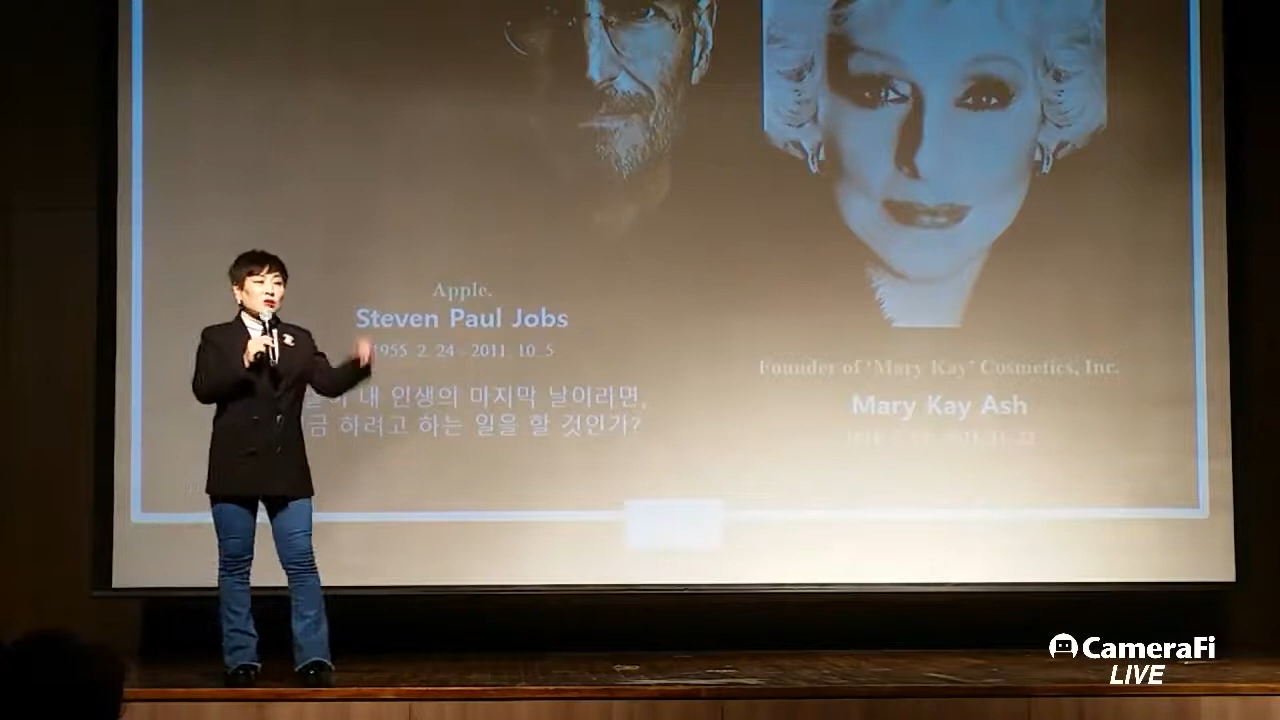 Apple.
Steven Paul Jobs
1955. 2. 24 - 2011. 10. 5
내 인생의 마지막 날이라면,
하려고 하는 일을 할 것인가?
Founder of 'Mary Kay' Cosmetics, Inc.
Mary Kay Ash
CameraFi
LIVE